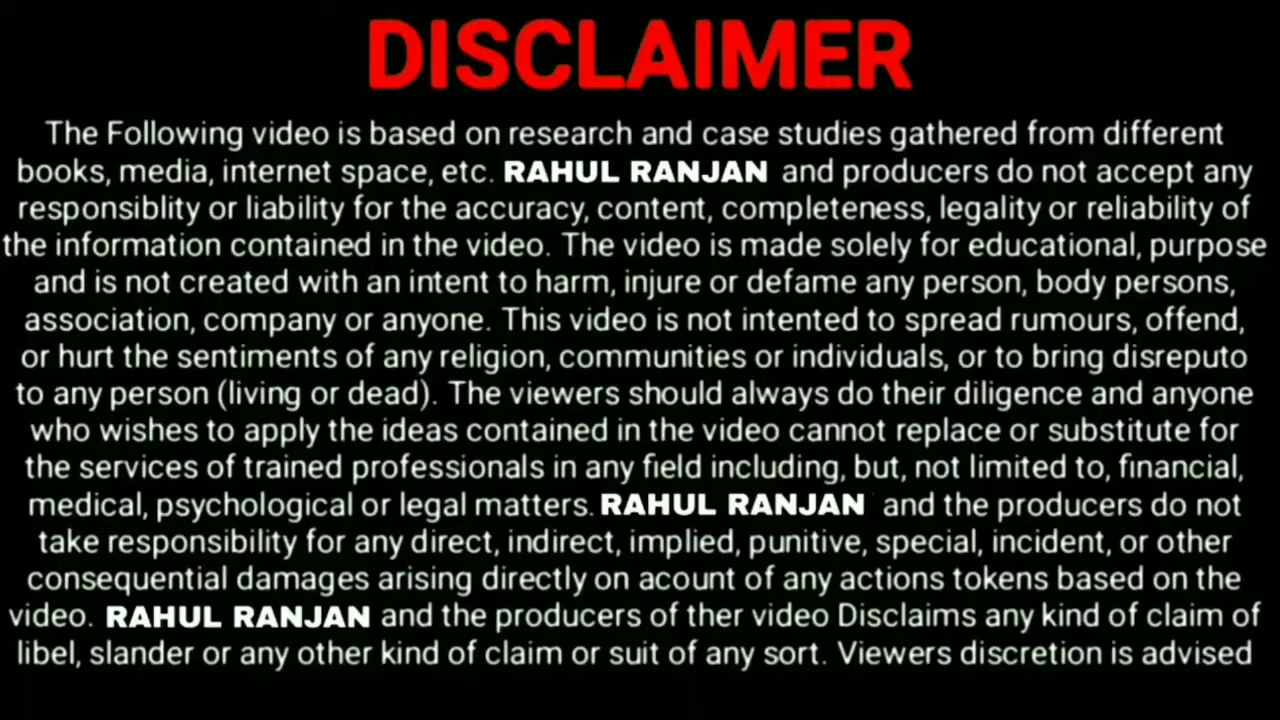 DISCLAIMER
The Following video is based on research and case studies gathered from different
books, media, internet space, etc. RAHUL RANJAN and producers do not accept any
responsiblity or liability for the accuracy, content, completeness, legality or reliability of
the information contained in the video. The video is made solely for educational, purpose
and is not created with an intent to harm, injure or defame any person, body persons,
association, company or anyone. This video is not intented to spread rumours, offend,
or hurt the sentiments of any religion, communities or individuals, or to bring disreputo
to any person (living or dead). The viewers should always do their diligence and anyone
who wishes to apply the ideas contained in the video cannot replace or substitute for
the services of trained professionals in any field including, but, not limited to, financial,
medical, psychological or legal matters. RAHUL RANJAN and the producers do not
take responsibility for any direct, indirect, implied, punitive, special, incident, or other
consequential damages arising directly on acount of any actions tokens based on the
video. RAHUL RANJAN and the producers of ther video Disclaims any kind of claim of
libel, slander or any other kind of claim or suit of any sort. Viewers discretion is advised